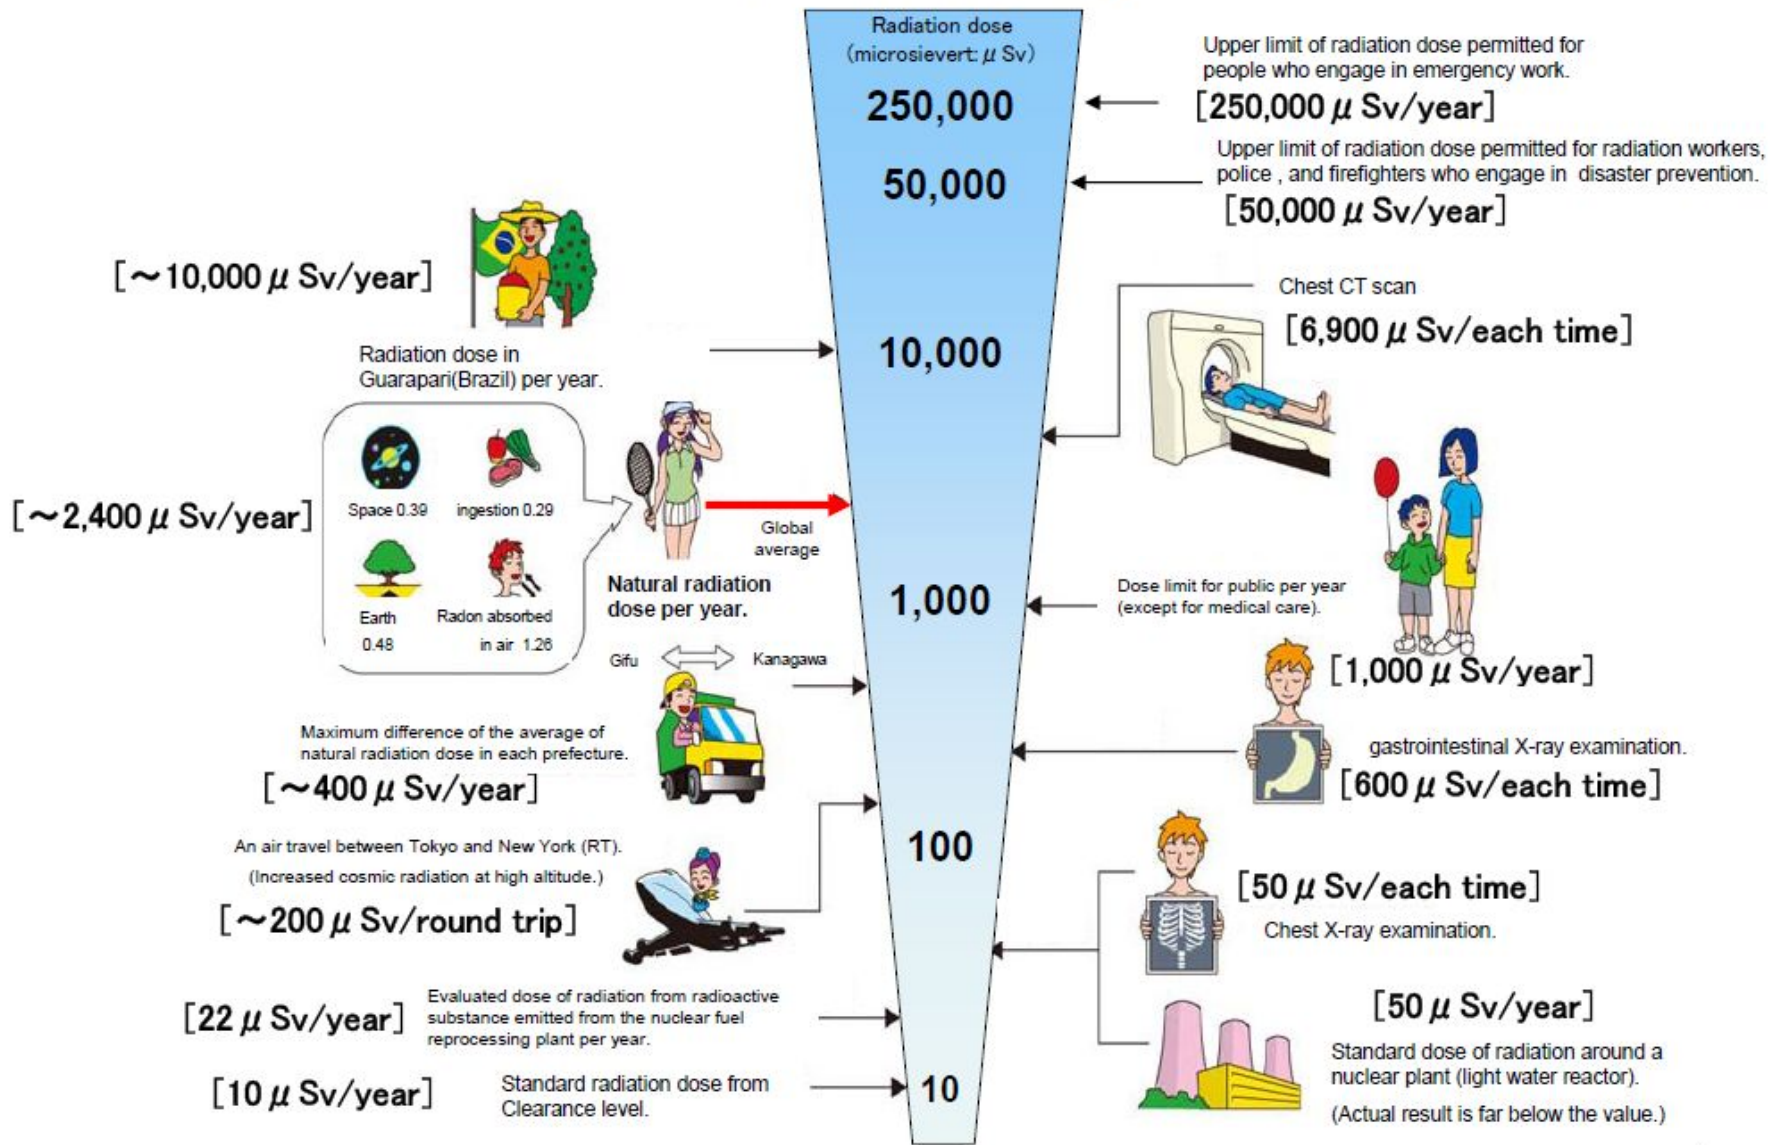 Radiation dose
(microsievert: μ Sv)
250,000
50,000
10,000
1,000
100
10
[～10,000 μ Sv/year]
Radiation dose in
Guarapari(Brazil) per year.
[～2,400 μ Sv/year]
Space 0.39
ingestion 0.29
Earth
0.48
Radon absorbed
in air 1.26
Global
average
Natural radiation
dose per year.
Gifu
Kanagawa
Maximum difference of the average of
natural radiation dose in each prefecture.
[～400 μ Sv/year]
An air travel between Tokyo and New York (RT).
(Increased cosmic radiation at high altitude.)
[～200 μ Sv/round trip]
[22 μ Sv/year]
Evaluated dose of radiation from radioactive
substance emitted from the nuclear fuel
reprocessing plant per year.
[10 μ Sv/year]
Standard radiation dose from
Clearance level.
Upper limit of radiation dose permitted for
people who engage in emergency work.
[250,000 μ Sv/year]
Upper limit of radiation dose permitted for radiation workers,
police , and firefighters who engage in disaster prevention.
[50,000 μ Sv/year]
Chest CT scan
[6,900 μ Sv/each time]
Dose limit for public per year
(except for medical care).
[1,000 μ Sv/year]
gastrointestinal X-ray examination.
[600 μ Sv/each time]
[50 μ Sv/each time]
Chest X-ray examination.
[50 μ Sv/year]
Standard dose of radiation around a
nuclear plant (light water reactor).
(Actual result is far below the value.)